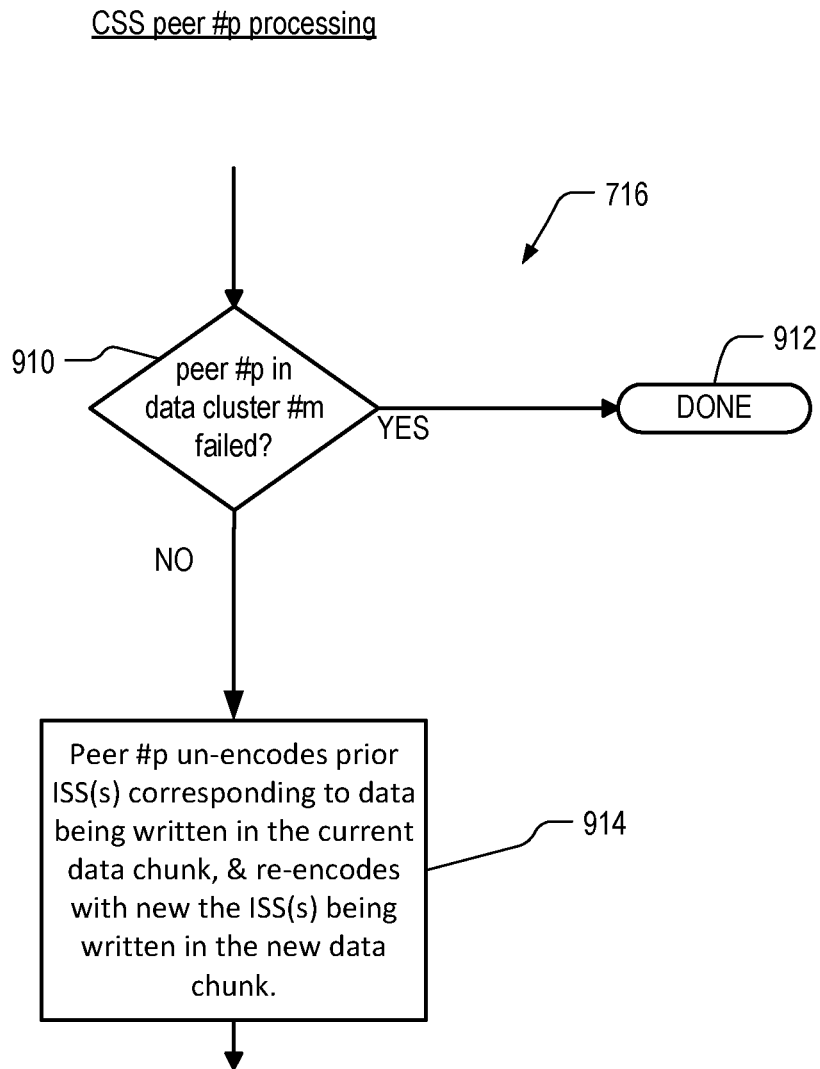 CSS peer #p processing
716
910
peer #p in
data cluster #m
failed?
YES
912
DONE
NO
Peer #p un-encodes prior
ISS(s) corresponding to data
being written in the current
data chunk, & re-encodes
with new the ISS(s) being
written in the new data
chunk.
914